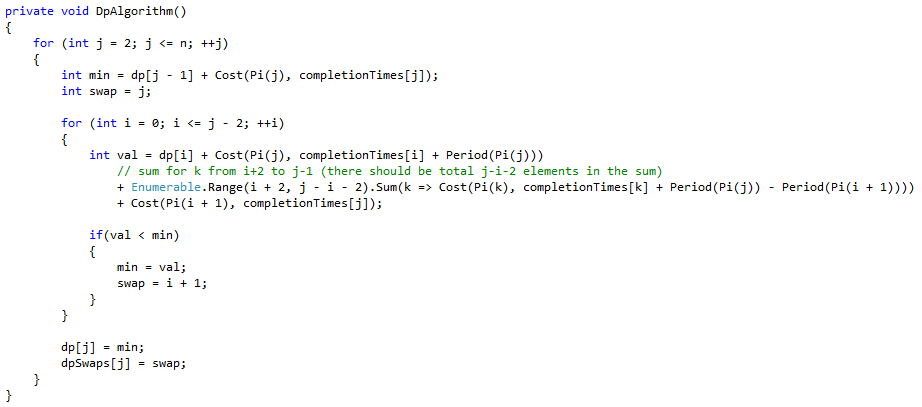 private void DpAlgorithm()
{
    for (int j = 2; j <= n; ++j)
    {
        int min = dp[j - 1] + Cost(Pi(j), completionTimes[j]);
        int swap = j;

        for (int i = 0; i <= j - 2; ++i)
        {
            int val = dp[i] + Cost(Pi(j), completionTimes[i] + Period(Pi(j)))
                // sum for k from i+2 to j-1 (there should be total j-i-2 elements in the sum)
                + Enumerable.Range(i + 2, j - i - 2).Sum(k => Cost(Pi(k), completionTimes[k] + Period(Pi(j)) - Period(Pi(i + 1))))
                + Cost(Pi(i + 1), completionTimes[j]);

            if(val < min)
            {
                min = val;
                swap = i + 1;
            }
        }

        dp[j] = min;
        dpSwaps[j] = swap;
    }
}